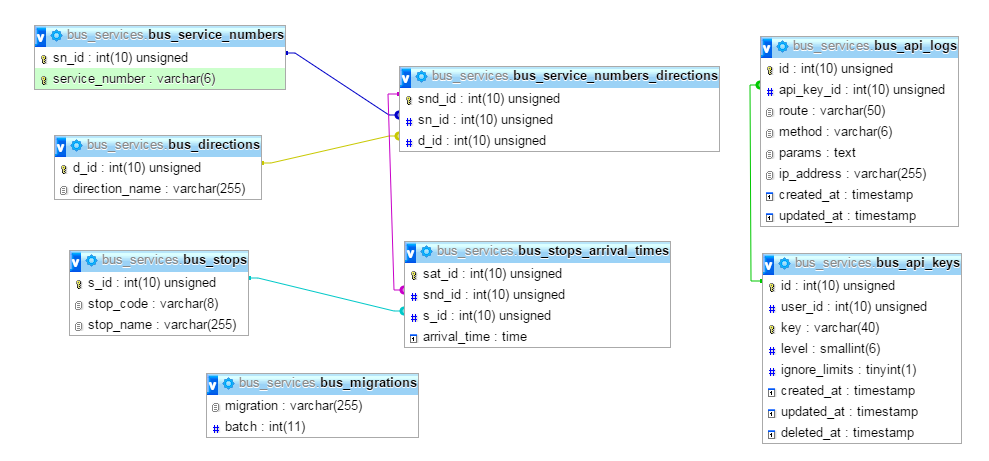 v bus_services.bus_service_numbers
sn_id : int(10) unsigned
service_number : varchar(6)
v bus_services.bus_directions
d_id : int(10) unsigned
direction_name : varchar(255)
v bus_services.bus_stops
s_id : int(10) unsigned
stop_code : varchar(8)
stop_name : varchar(255)
v bus_services.bus_migrations
# migration : varchar(255)
# batch : int(11)
v bus_services.bus_service_numbers_directions
snd_id : int(10) unsigned
# sn_id : int(10) unsigned
# d_id : int(10) unsigned
v bus_services.bus_stops_arrival_times
sat_id : int(10) unsigned
# snd_id : int(10) unsigned
# s_id : int(10) unsigned
arrival_time : time
v bus_services.bus_api_logs
id : int(10) unsigned
# api_key_id : int(10) unsigned
route : varchar(50)
method : varchar(6)
params : text
ip_address : varchar(255)
created_at : timestamp
updated_at : timestamp
v bus_services.bus_api_keys
id : int(10) unsigned
# user_id : int(10) unsigned
key : varchar(40)
# level : smallint(6)
# ignore_limits : tinyint(1)
created_at : timestamp
updated_at : timestamp
deleted_at : timestamp